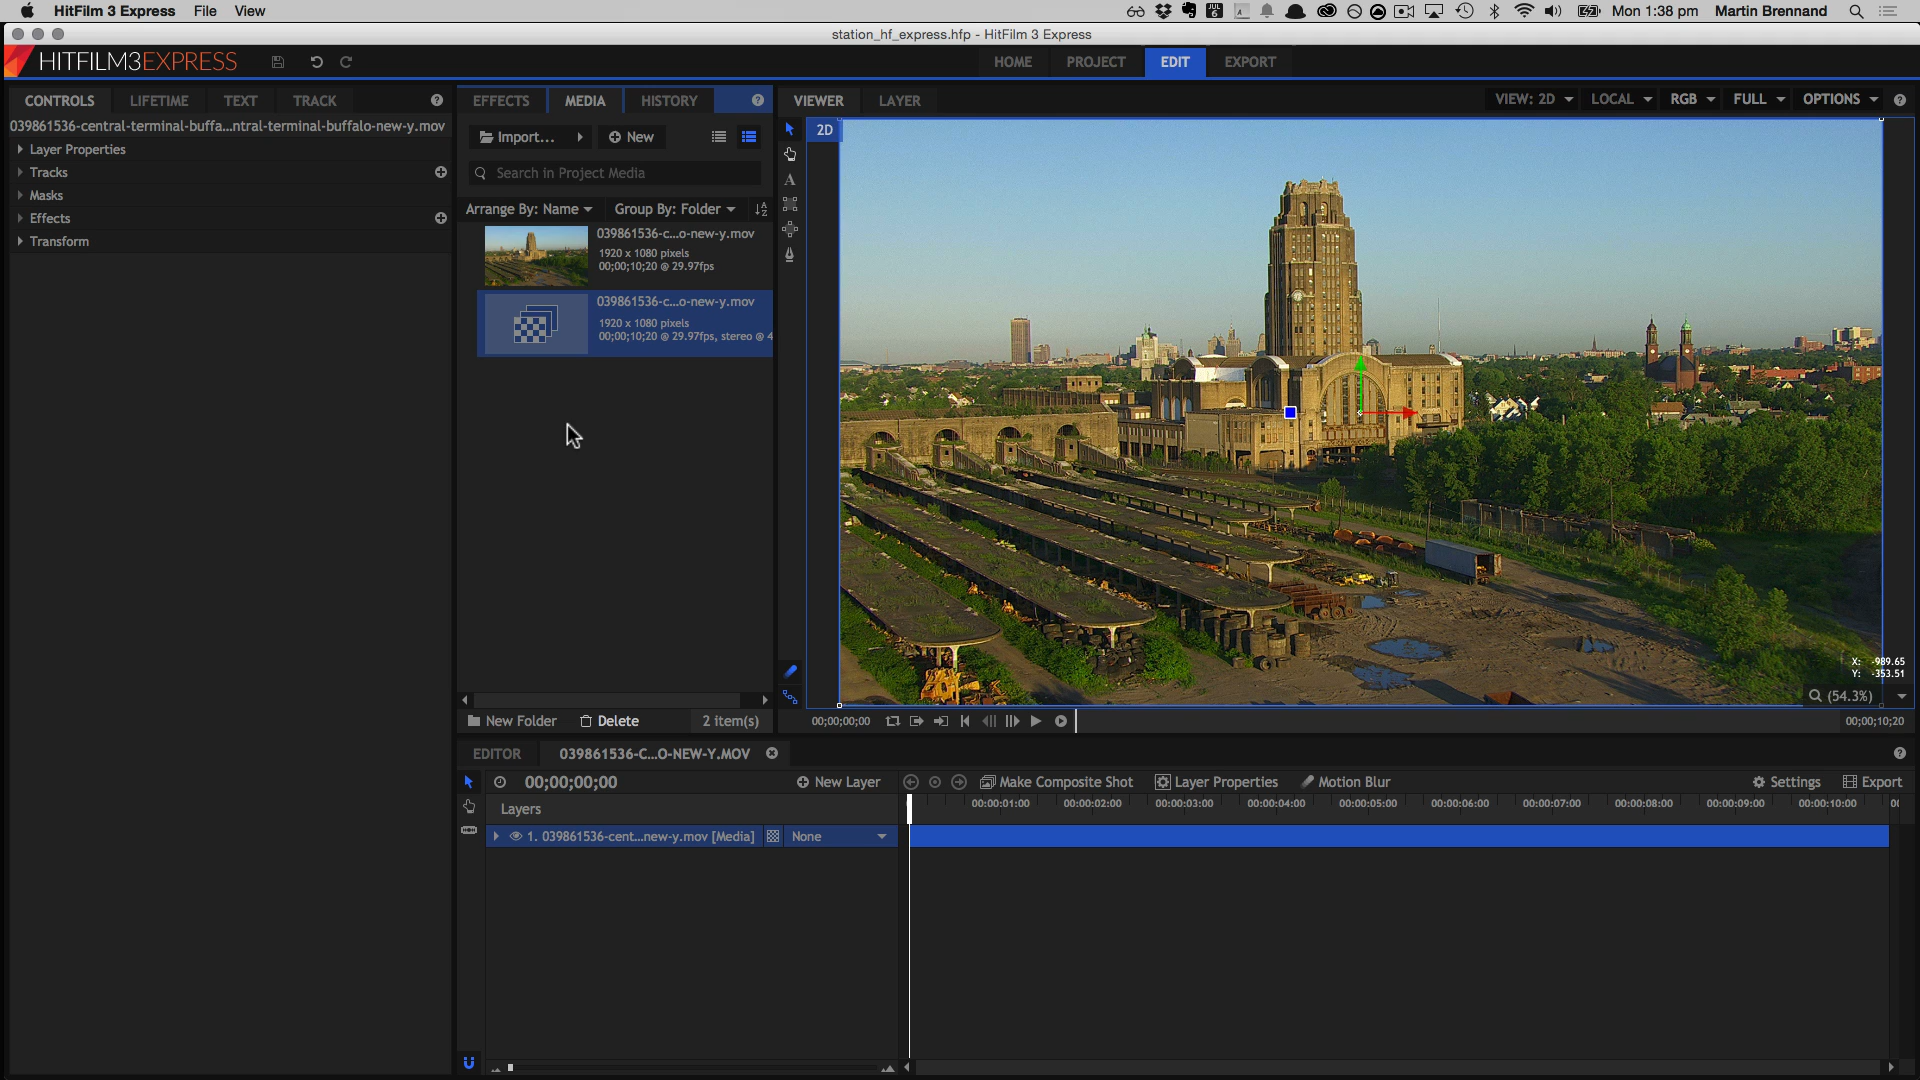 HitFilm 3 Express File View Mon 1:38 pm Martin Brennand
station_hf_express.hfp - HitFilm 3 Express
HITFILM3EXPRESS HOME PROJECT EDIT EXPORT
CONTROLS LIFETIME TEXT TRACK
039861536-central-terminal-buffa...ntral-terminal-buffalo-new-y.mov
Layer Properties
Tracks
Masks
Effects
Transform
EFFECTS MEDIA HISTORY
Import... New
Search in Project Media
Arrange By: Name Group By: Folder
039861536-c...o-new-y.mov
1920 x 1080 pixels
00;00;10;20 @ 29.97fps
039861536-c...o-new-y.mov
1920 x 1080 pixels
00;00;10;20 @ 29.97fps, stereo @ 4
New Folder Delete 2 item(s)
VIEWER LAYER VIEW: 2D LOCAL RGB FULL OPTIONS
2D
X: -989.65
Y: -353.51
(54.3%)
00;00;00;00 00;00;10;20
EDITOR 039861536-C...O-NEW-Y.MOV
00;00;00;00 New Layer Make Composite Shot Layer Properties Motion Blur Settings Export
Layers 00:00:01:00 00:00:02:00 00:00:03:00 00:00:04:00 00:00:05:00 00:00:06:00 00:00:07:00 00:00:08:00 00:00:09:00 00:00:10:00
1. 039861536-cent...new-y.mov [Media] None